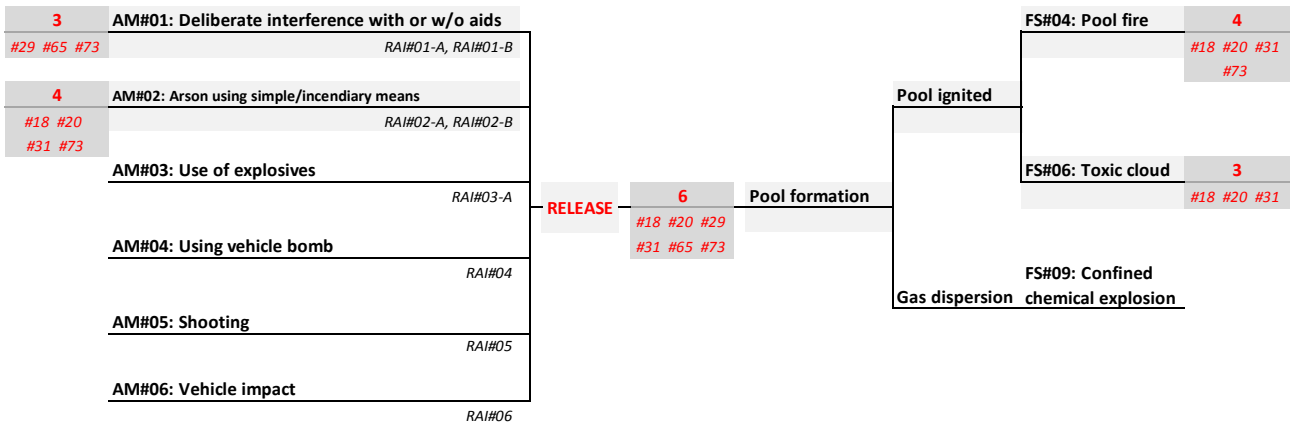 3
AM#01: Deliberate interference with or w/o aids
#29 #65 #73
RAI#01-A, RAI#01-B
4
AM#02: Arson using simple/incendiary means
#18 #20
#31 #73
RAI#02-A, RAI#02-B
AM#03: Use of explosives
RAI#03-A
AM#04: Using vehicle bomb
RAI#04
AM#05: Shooting
RAI#05
AM#06: Vehicle impact
RAI#06
RELEASE
6
#18 #20 #29
#31 #65 #73
Pool formation
Pool ignited
Gas dispersion
FS#04: Pool fire
4
#18 #20 #31
#73
FS#06: Toxic cloud
3
#18 #20 #31
FS#09: Confined
chemical explosion